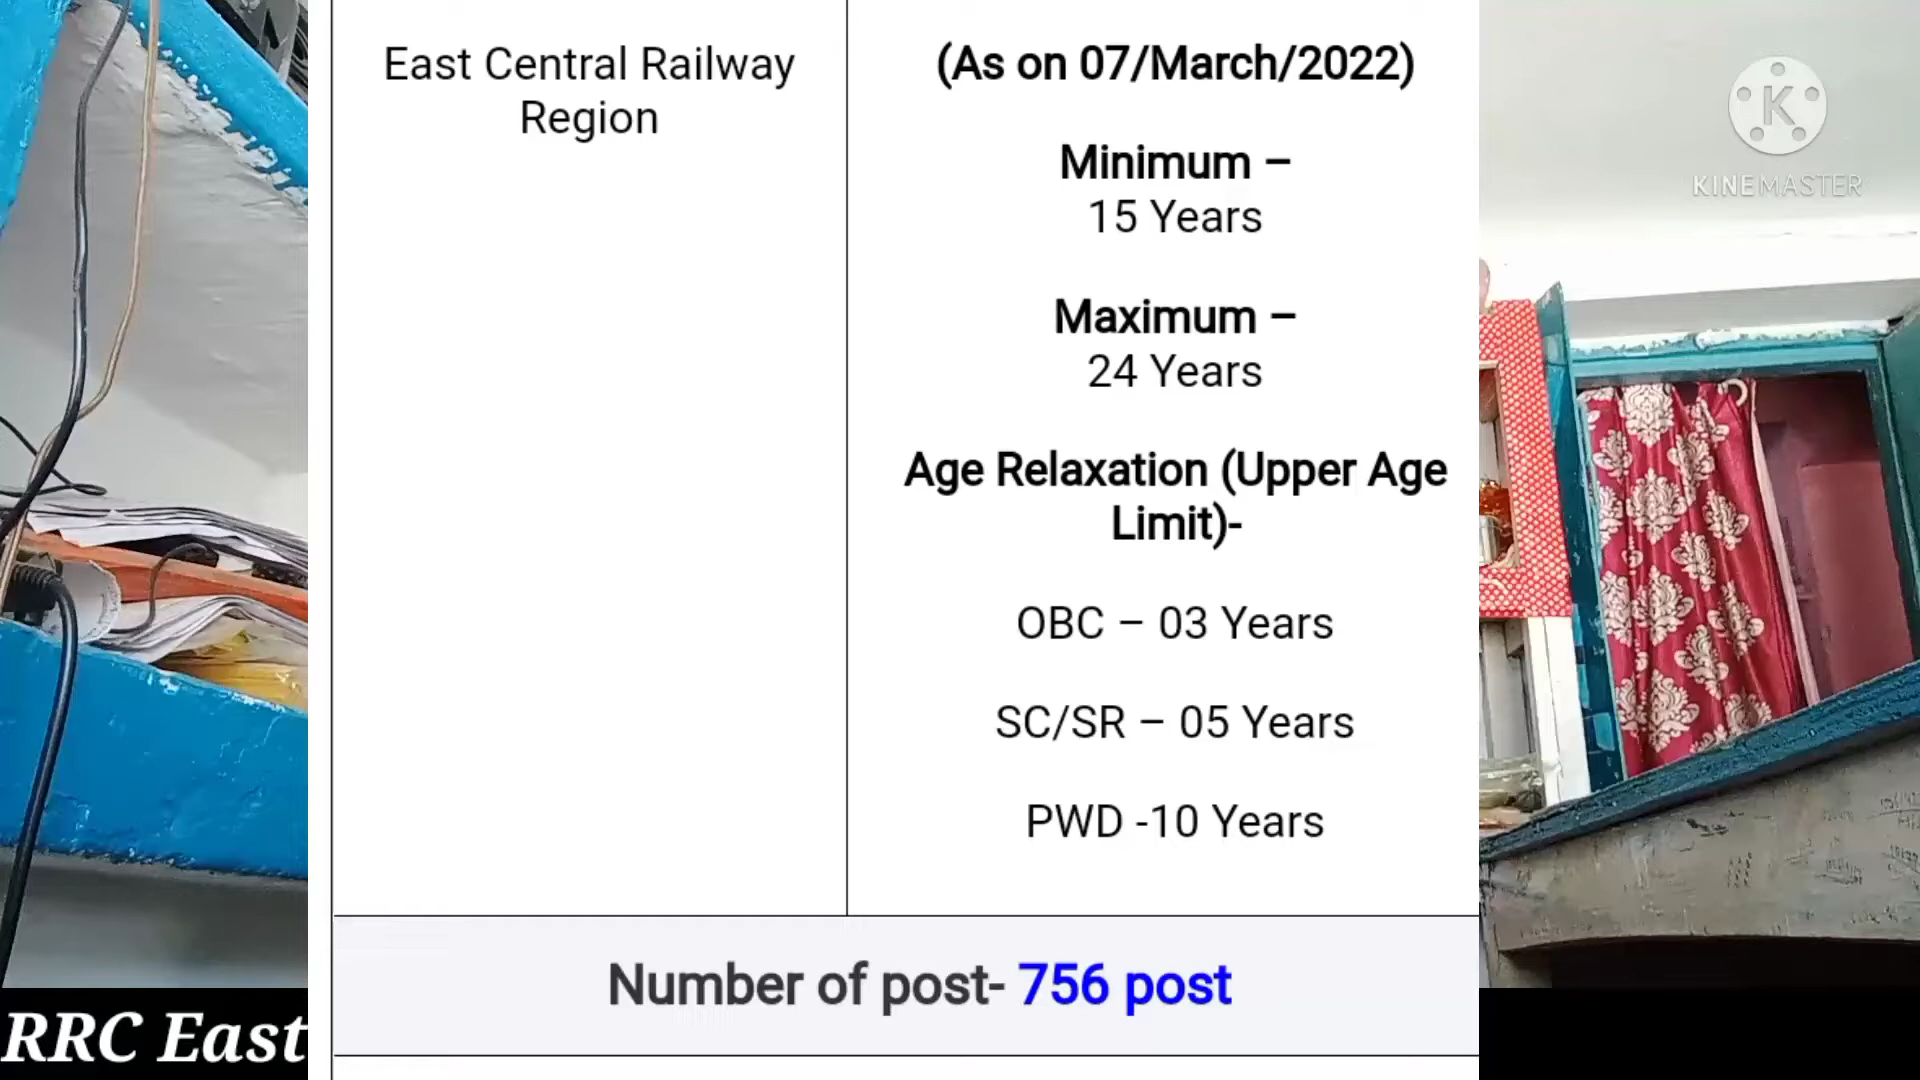 East Central Railway
Region
(As on 07/March/2022)
Minimum –
15 Years
Maximum –
24 Years
Age Relaxation (Upper Age
Limit)-
OBC – 03 Years
SC/SR – 05 Years
PWD -10 Years
Number of post- 756 post
RRC East
K
KINEMASTER